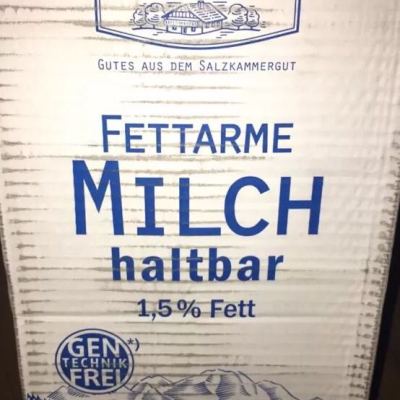 GUTES AUS DEM SALZKAMMERGUT
FETTARME
MILCH
haltbar
1,5% Fett
GEN*)
TECHNIK
FREI